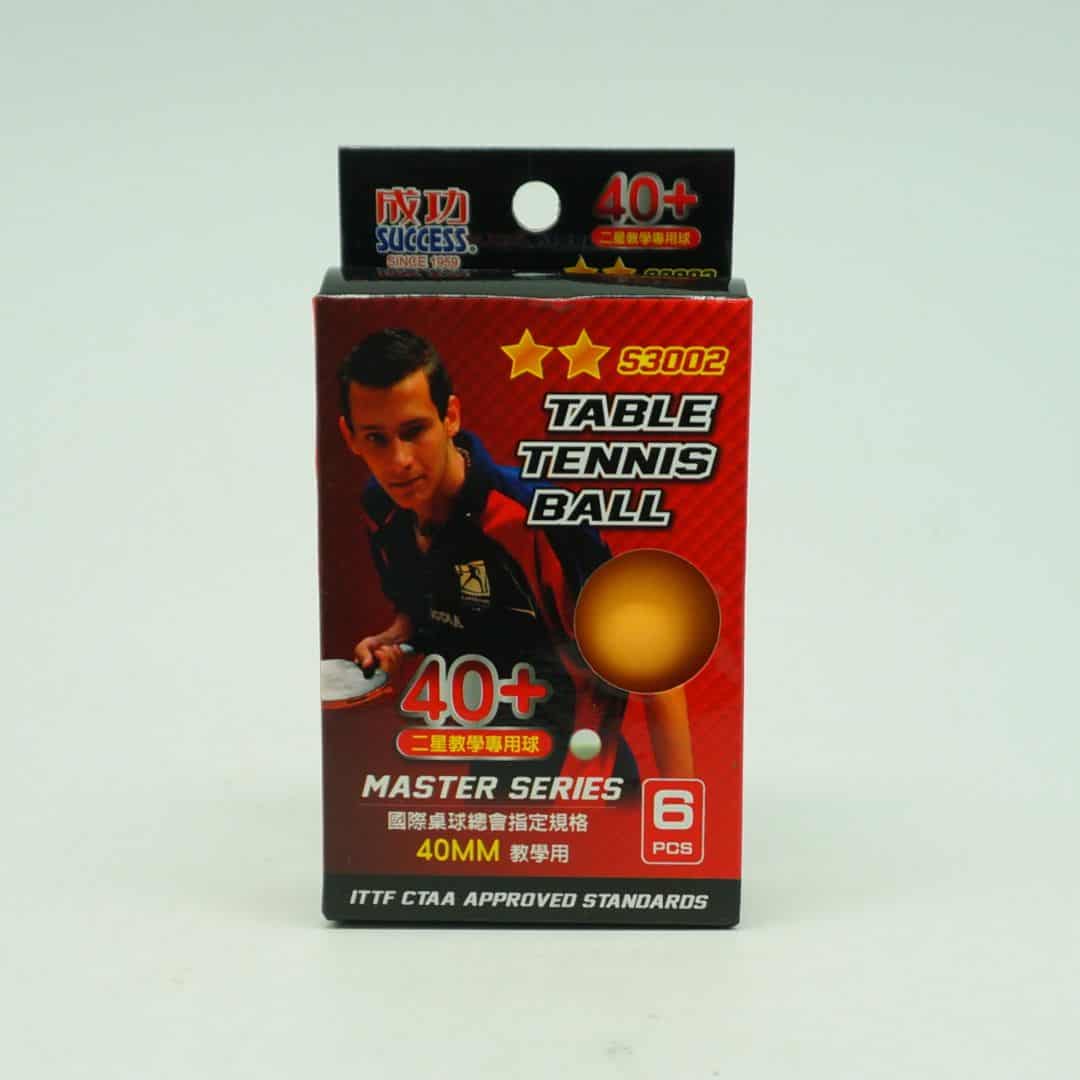 成功
SUCCESS®
SINCE 1959
40+
二星教學專用球
S3002
S3002
TABLE
TENNIS
BALL
40+
二星教學專用球
MASTER SERIES
國際桌球總會指定規格
40MM 教學用
6
PCS
ITTF CTAA APPROVED STANDARDS